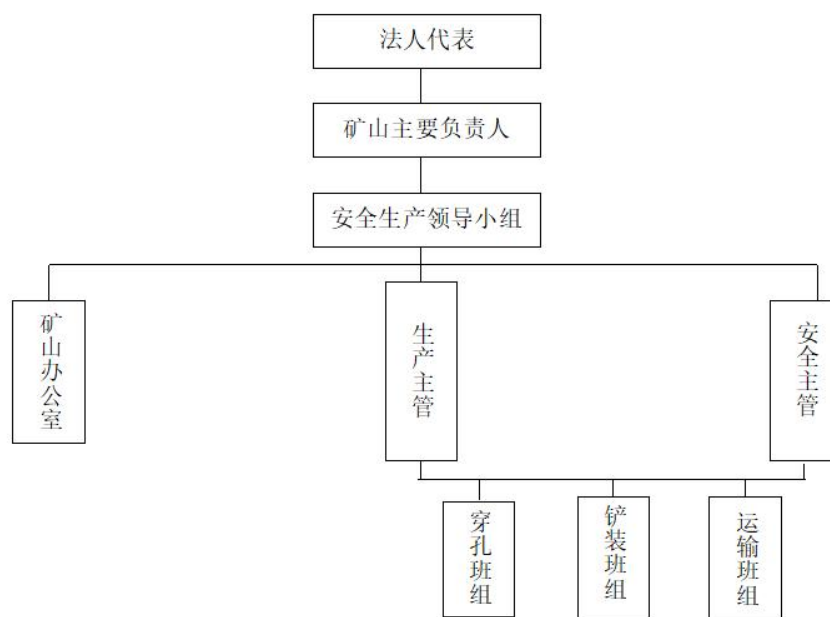 法人代表
矿山主要负责人
安全生产领导小组
矿山办公室
生产主管
安全主管
穿孔班组
铲装班组
运输班组